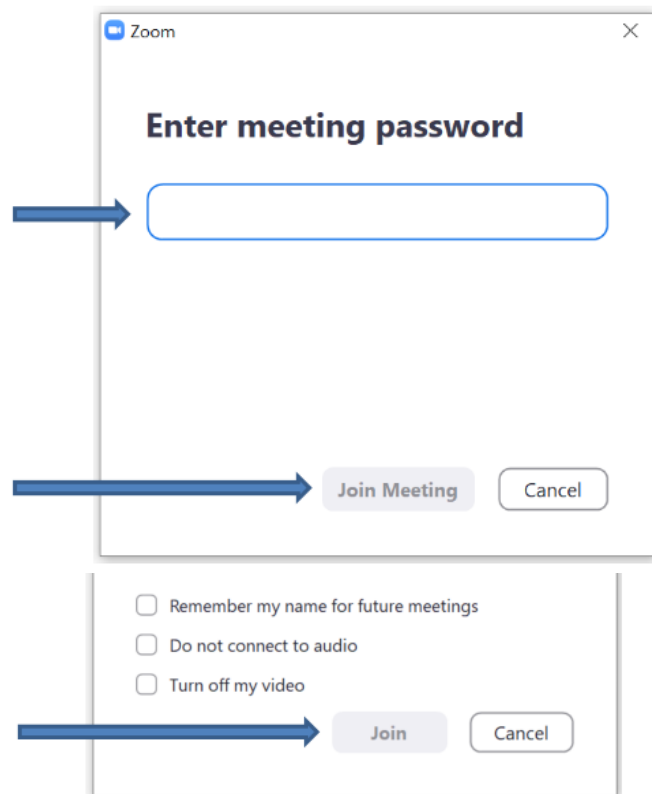 Zoom
Enter meeting password
Join Meeting Cancel
Remember my name for future meetings
Do not connect to audio
Turn off my video
Join Cancel